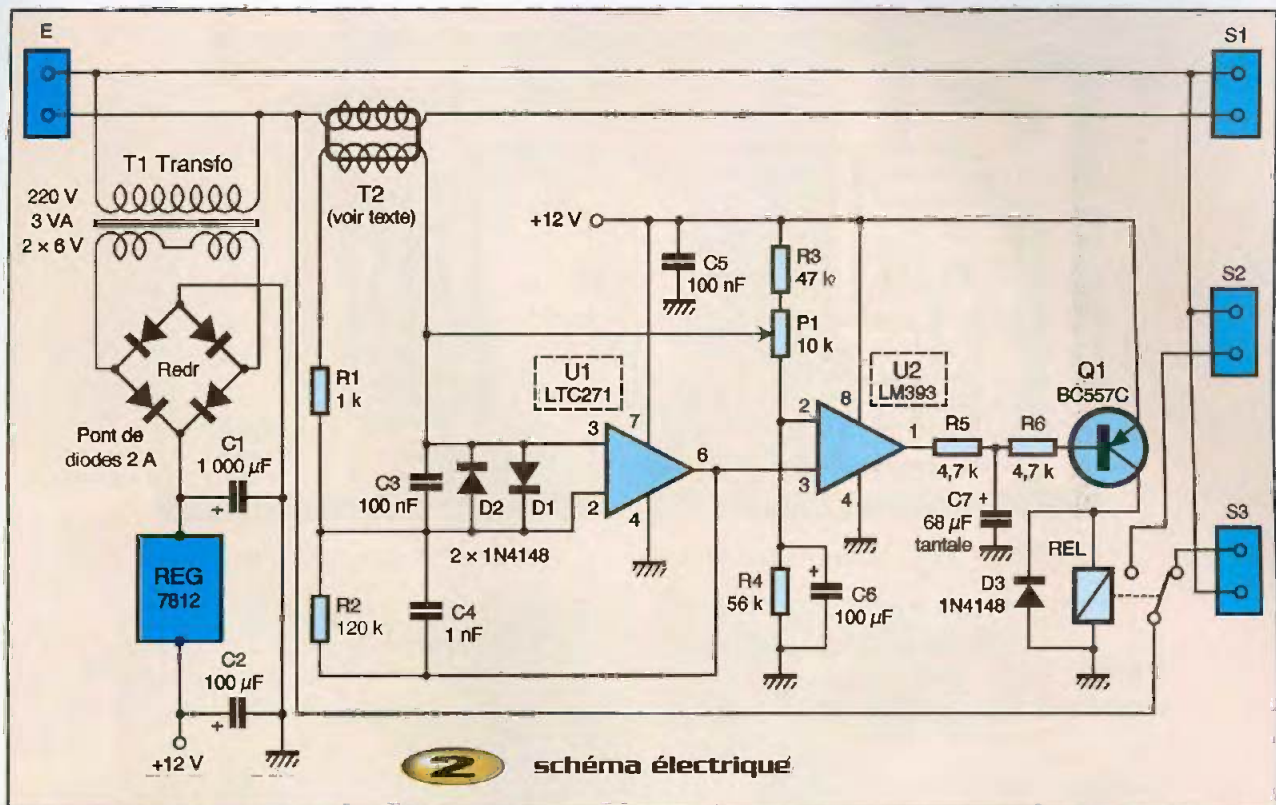 E
S1
T1 Transfo
220 V
3 VA
2 × 6 V
T2
(voir texte)
+12 V
C5
100 nF
R3
47 k
P1
10 k
S2
Redr
Pont de
diodes 2 A
C1
1 000 µF
+
R1
1 k
U1
LTC271
3
7
6
2
4
C3
100 nF
D2
D1
2 × 1N4148
U2
LM393
2
8
1
3
4
R5
4,7 k
R6
4,7 k
Q1
BC557C
C7
+
68 µF
tantale
REL
S3
REG
7812
R2
120 k
C4
1 nF
R4
56 k
+
C6
100 µF
D3
1N4148
C2
100 µF
+
+12 V
2 schéma électrique